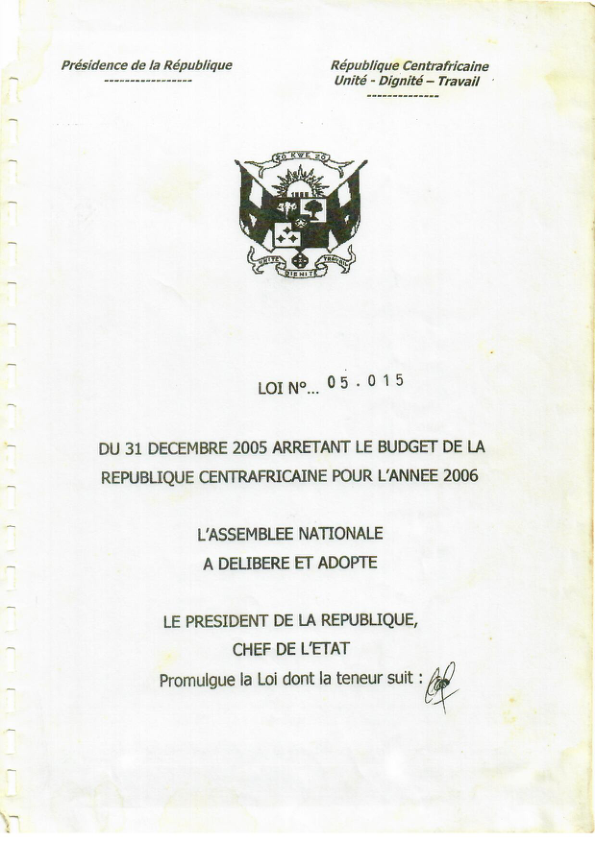 Présidence de la République
----------------
République Centrafricaine
Unité - Dignité – Travail
-------------
ZO KWE ZO
UNITE DIGNITE TRAVAIL
LOI N°... 05.015
DU 31 DECEMBRE 2005 ARRETANT LE BUDGET DE LA
REPUBLIQUE CENTRAFRICAINE POUR L'ANNEE 2006
L'ASSEMBLEE NATIONALE
A DELIBERE ET ADOPTE
LE PRESIDENT DE LA REPUBLIQUE,
CHEF DE L'ETAT
Promulgue la Loi dont la teneur suit :